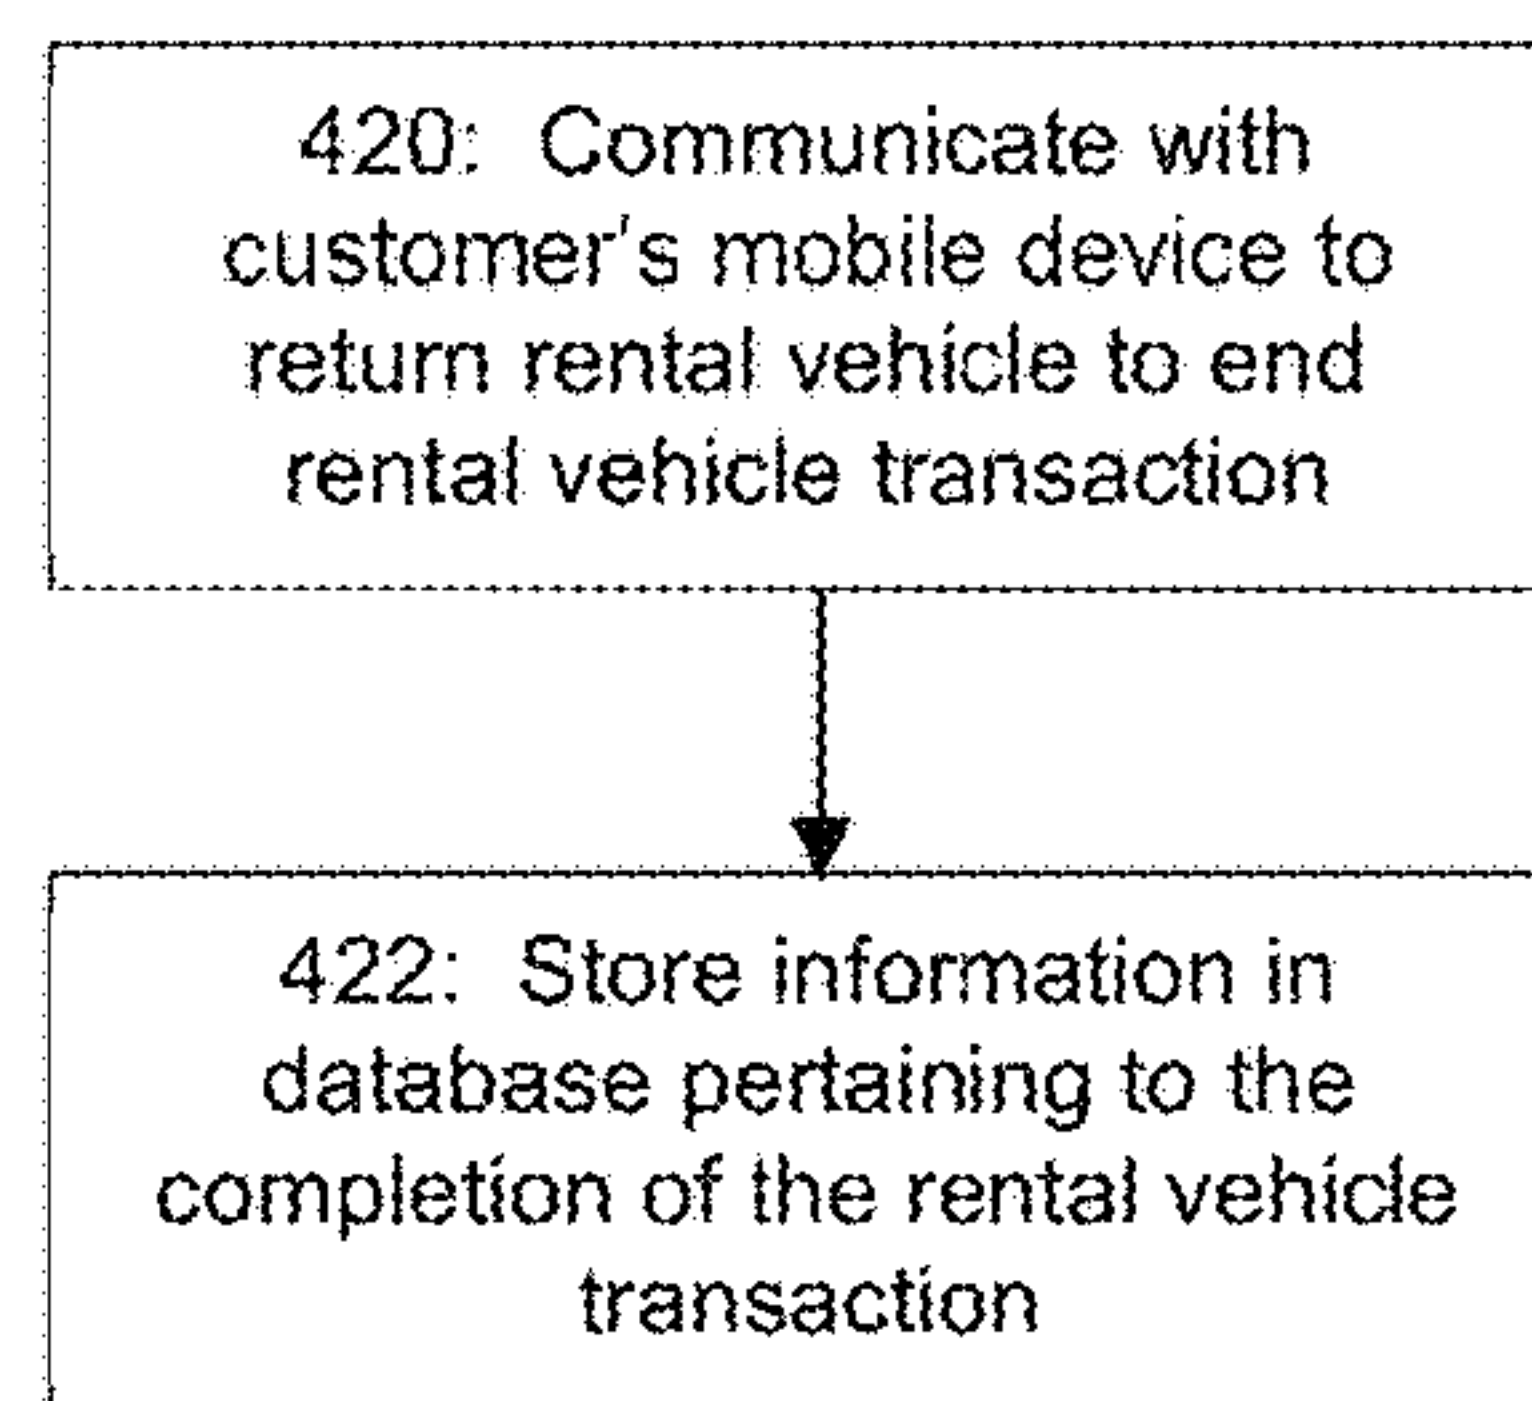 420: Communicate with
customer's mobile device to
return rental vehicle to end
rental vehicle transaction
422: Store information in
database pertaining to the
completion of the rental vehicle
transaction